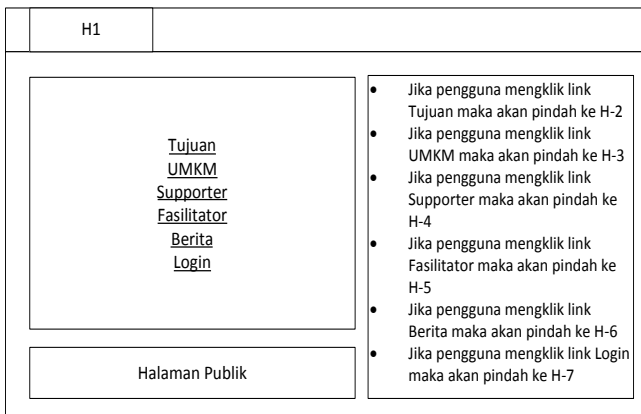 H1
Tujuan
UMKM
Supporter
Fasilitator
Berita
Login
Halaman Publik
• Jika pengguna mengklik link
Tujuan maka akan pindah ke H-2
• Jika pengguna mengklik link
UMKM maka akan pindah ke H-3
• Jika pengguna mengklik link
Supporter maka akan pindah ke
H-4
• Jika pengguna mengklik link
Fasilitator maka akan pindah ke
H-5
• Jika pengguna mengklik link
Berita maka akan pindah ke H-6
• Jika pengguna mengklik link Login
maka akan pindah ke H-7